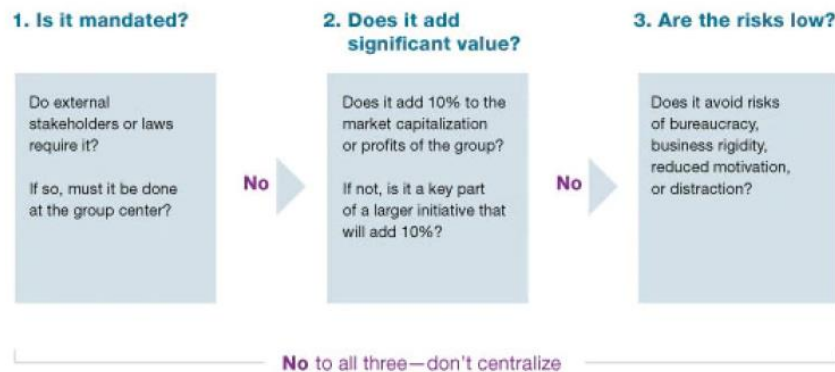 1. Is it mandated?
Do external
stakeholders or laws
require it?
If so, must it be done
at the group center?
No
2. Does it add
significant value?
Does it add 10% to the
market capitalization
or profits of the group?
If not, is it a key part
of a larger initiative that
will add 10%?
No
3. Are the risks low?
Does it avoid risks
of bureaucracy,
business rigidity,
reduced motivation,
or distraction?
No to all three—don't centralize